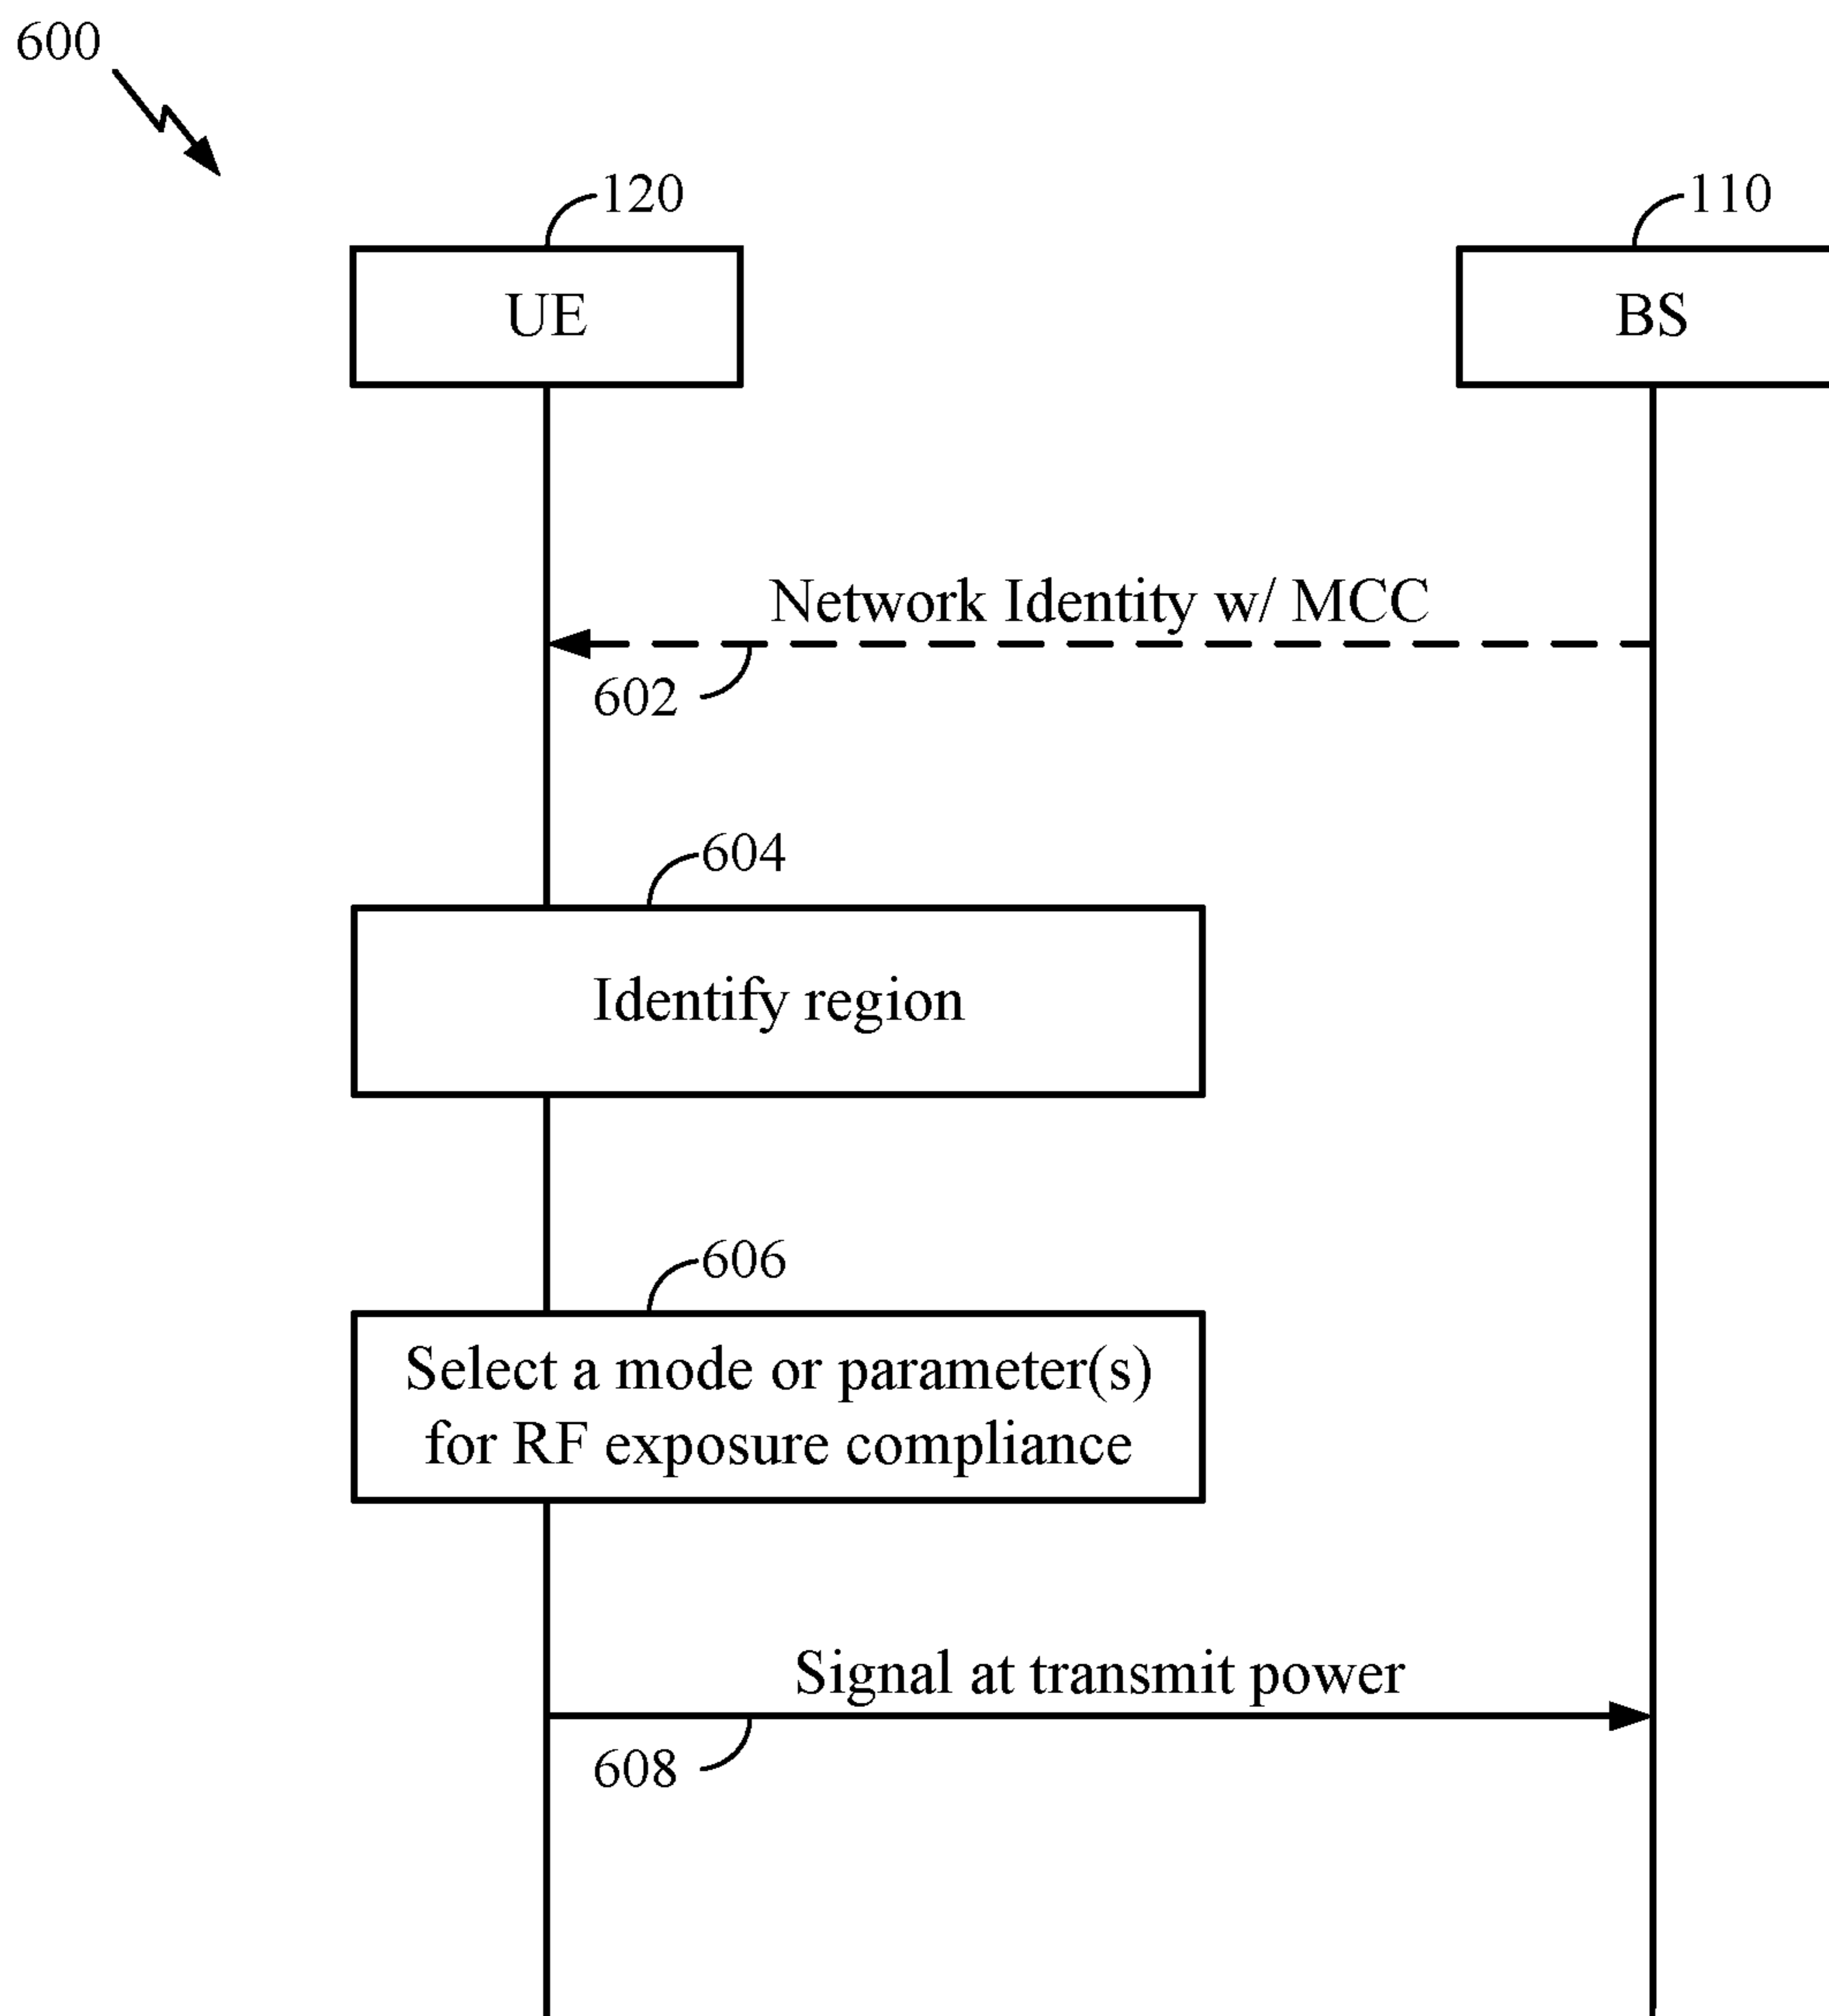 600
120
110
UE
BS
Network Identity w/ MCC
602
604
Identify region
606
Select a mode or parameter(s)
for RF exposure compliance
Signal at transmit power
608